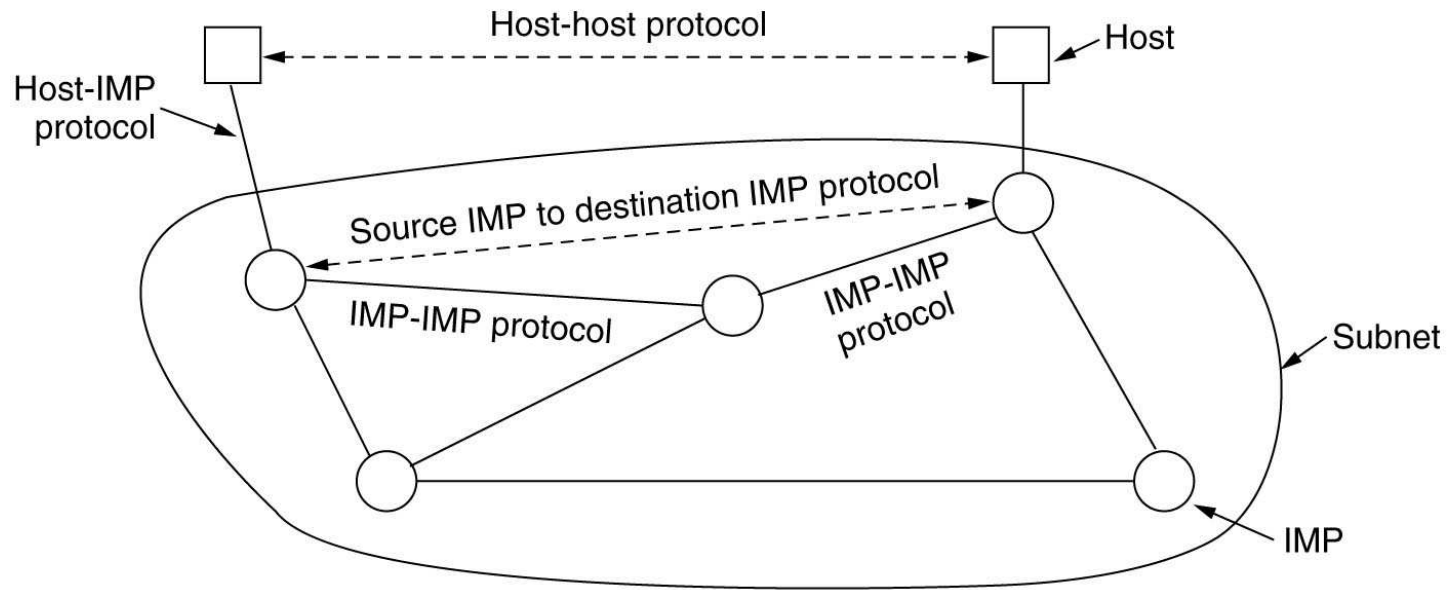 Host-host protocol
Host
Host-IMP
protocol
Source IMP to destination IMP protocol
IMP-IMP protocol
IMP-IMP
protocol
Subnet
IMP